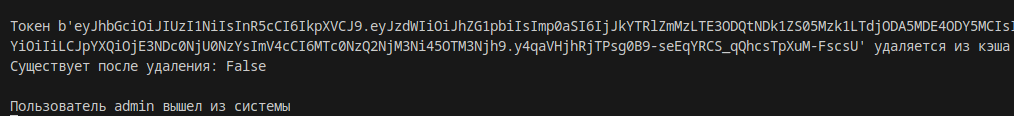 Токен b'eyJhbGciOiJIUzI1NiIsInR5cCI6IkpXVCJ9.eyJzdWIiOiJhZG1pbiIsImp0aSI6IjJkYTRlZmMzLTE3ODQtNDk1ZS05Mzk1LTdjODA5MDE4ODY5MCIsI
YiOiIiLCJpYXQiOjE3NDc0NjU0NzYsImV4cCI6MTc0NzQ2NjM3Ni45OTM3Njh9.y4qaVHjhRjTPsg0B9-seEqYRCS_qQhcsTpXuM-FscsU' удаляется из кэша
Существует после удаления: False
Пользователь admin вышел из системы